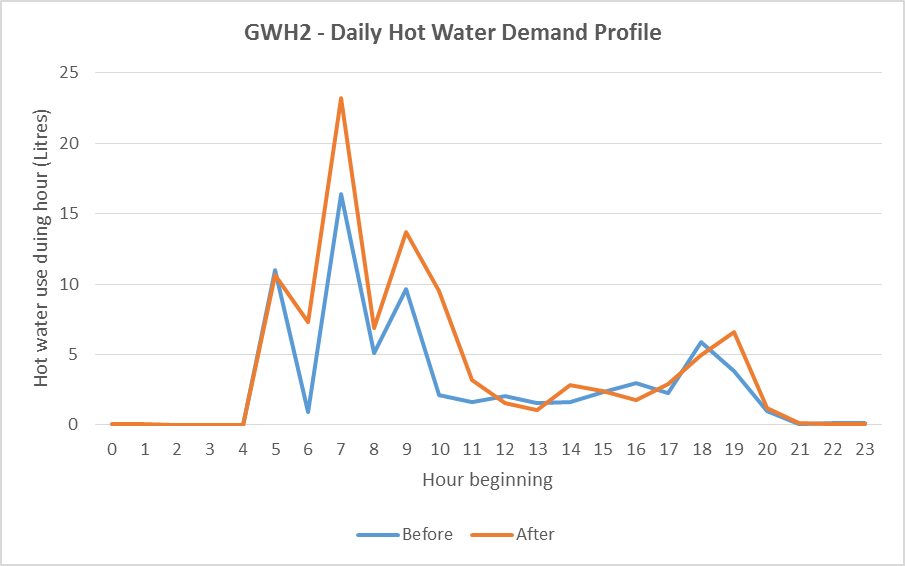 GWH2 - Daily Hot Water Demand Profile
Hot water use duing hour (Litres)
25
20
15
10
5
0
0 1 2 3 4 5 6 7 8 9 10 11 12 13 14 15 16 17 18 19 20 21 22 23
Hour beginning
Before After